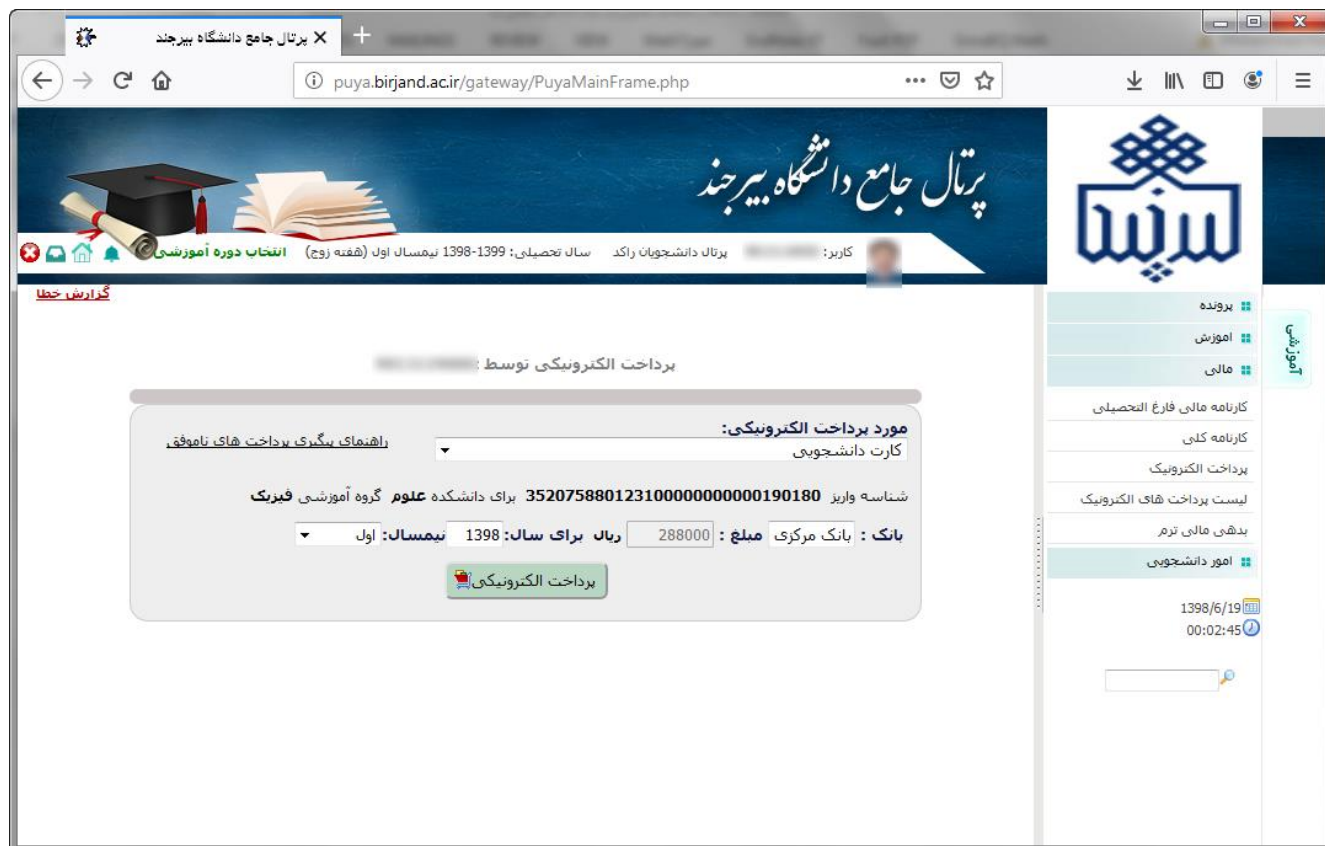 پرتال جامع دانشگاه بیرجند
puya.birjand.ac.ir/gateway/PuyaMainFrame.php
پرتال جامع دانشگاه بیرجند
کاربر: پرتال دانشجویان راکد سال تحصیلی: 1399-1398 نیمسال اول (هفته زوج) انتخاب دوره آموزشی
گزارش خطا
پرونده
آموزشی
اموزش
مالی
کارنامه مالی فارغ التحصیلی
کارنامه کلی
پرداخت الکترونیک
لیست پرداخت های الکترونیک
بدهی مالی ترم
امور دانشجویی
1398/6/19
00:02:45
پرداخت الکترونیکی توسط :
مورد پرداخت الکترونیکی:
راهنمای پیگیری پرداخت های ناموفق
کارت دانشجویی
شناسه واریز 352075880123100000000000190180 برای دانشکده علوم گروه آموزشی فیزیک
بانک : بانک مرکزی مبلغ : 288000 ریال برای سال: 1398 نیمسال: اول
پرداخت الکترونیکی